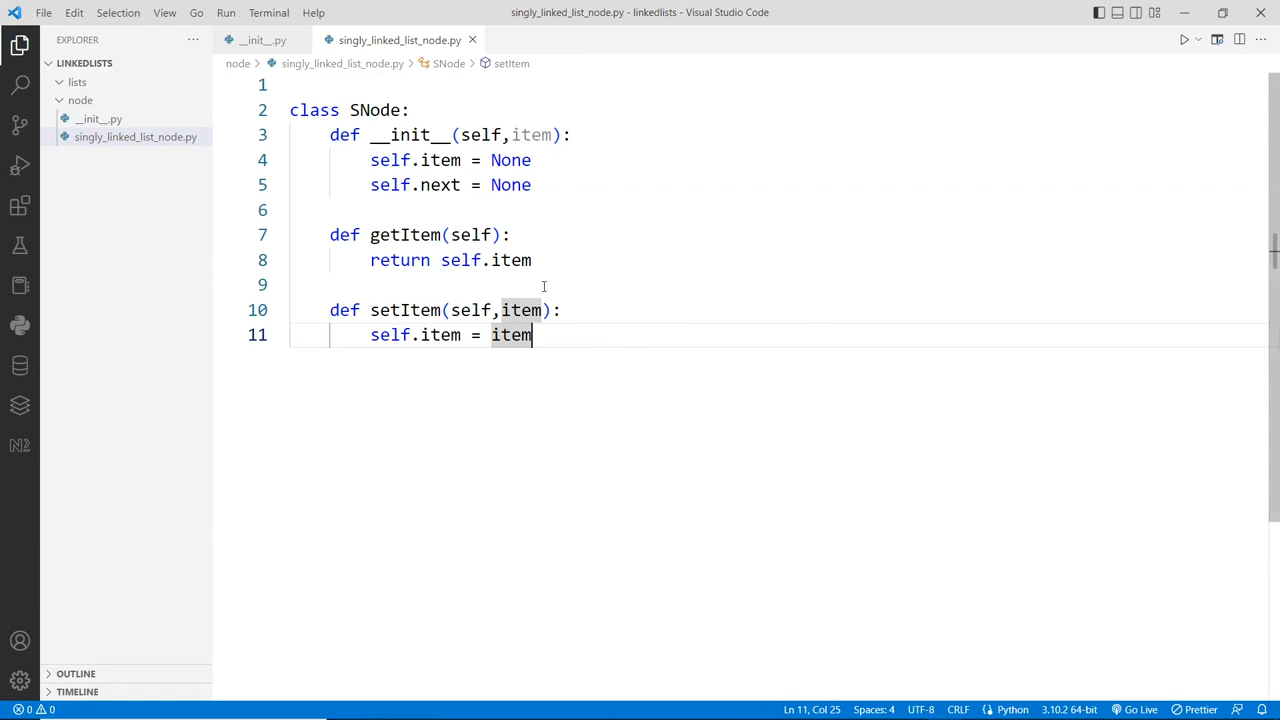 File Edit Selection View Go Run Terminal Help singly_linked_list_node.py - linkedlists - Visual Studio Code
EXPLORER ···
LINKEDLISTS
lists
node
__init__.py
singly_linked_list_node.py
OUTLINE
TIMELINE
__init__.py singly_linked_list_node.py
node > singly_linked_list_node.py > SNode > setItem
1
2 class SNode:
3     def __init__(self,item):
4         self.item = None
5         self.next = None
6
7     def getItem(self):
8         return self.item
9
10     def setItem(self,item):
11         self.item = item
0 0 Ln 11, Col 25 Spaces: 4 UTF-8 CRLF Python 3.10.2 64-bit Go Live Prettier